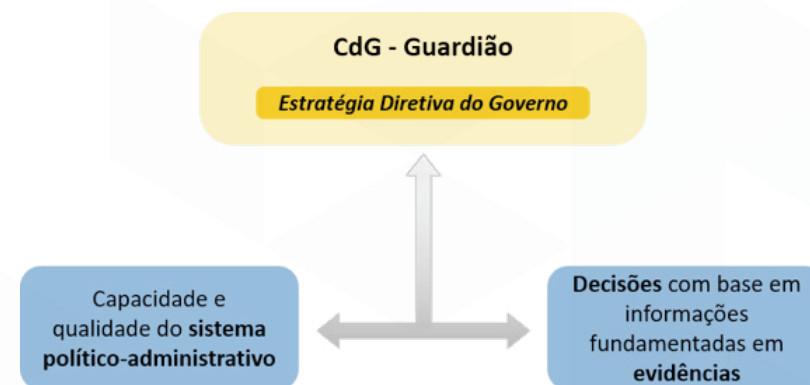 CdG - Guardião
Estratégia Diretiva do Governo
Capacidade e
qualidade do sistema
político-administrativo
Decisões com base em
informações
fundamentadas em
evidências